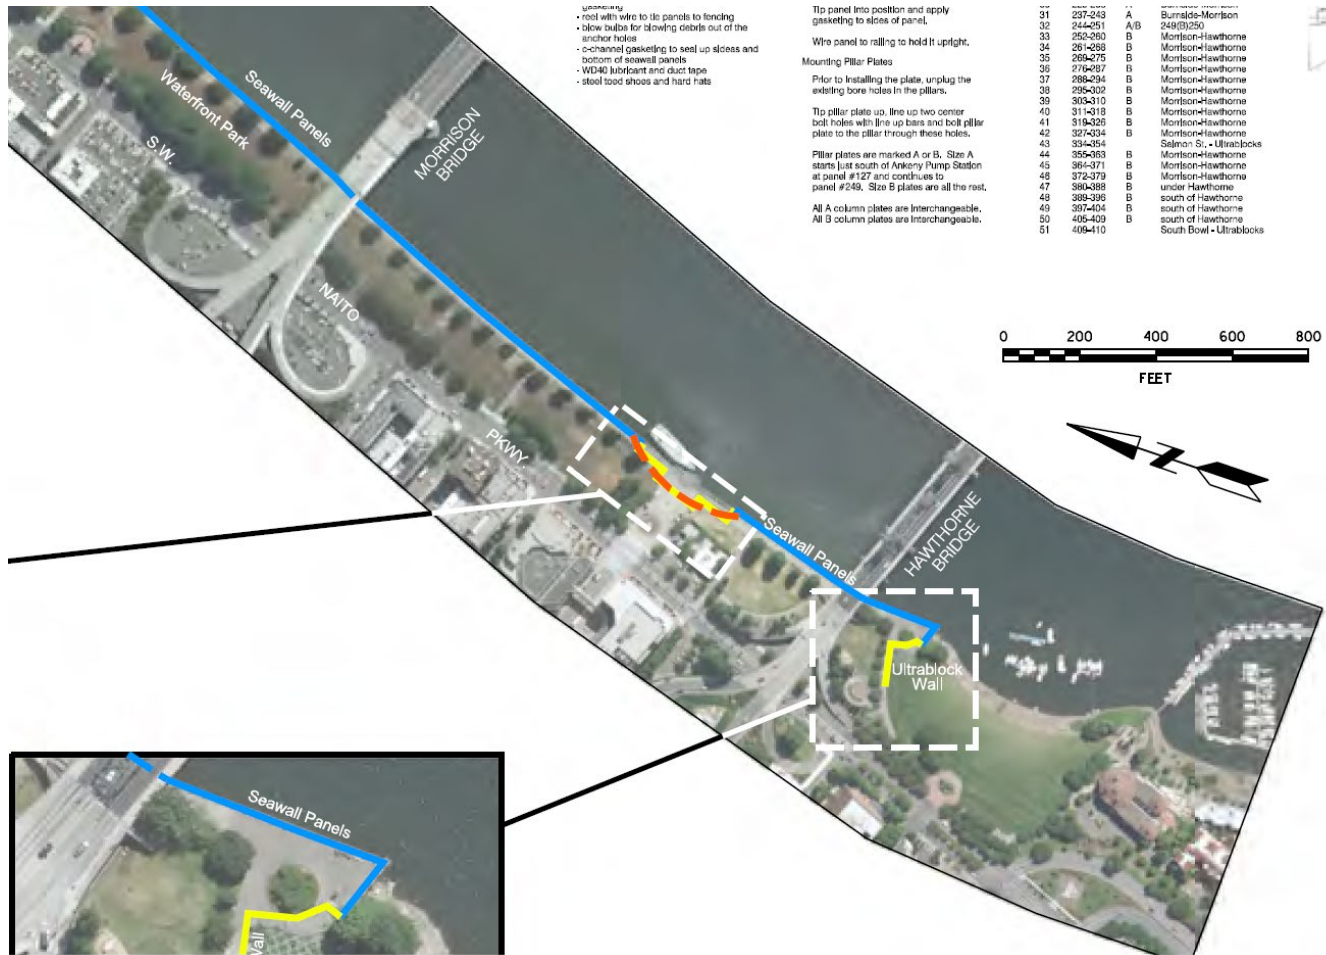 gasketing
- reel with wire to tie panels to fencing
- blow bulbs for blowing debris out of the
anchor holes
- c-channel gasketing to seal up sideas and
bottom of seawall panels
- WD40 lubricant and duct tape
- steel toed shoes and hard hats
Tip panel into position and apply
gasketing to sides of panel.
Wire panel to railing to hold it upright.
Mounting Pillar Plates
Prior to installing the plate, unplug the
existing bore holes in the pillars.
Tip pillar plate up, line up two center
bolt holes with line up bars and bolt pillar
plate to the pillar through these holes.
Pillar plates are marked A or B. Size A
starts just south of Ankeny Pump Station
at panel #127 and continues to
panel #249. Size B plates are all the rest.
All A column plates are interchangeable.
All B column plates are interchangeable.
31 237-243 A Burnside-Morrison
32 244-251 A/B 249(B)250
33 252-260 B Morrison-Hawthorne
34 261-268 B Morrison-Hawthorne
35 269-275 B Morrison-Hawthorne
36 276-287 B Morrison-Hawthorne
37 288-294 B Morrison-Hawthorne
38 295-302 B Morrison-Hawthorne
39 303-310 B Morrison-Hawthorne
40 311-318 B Morrison-Hawthorne
41 319-326 B Morrison-Hawthorne
42 327-334 B Morrison-Hawthorne
43 334-354 Salmon St. - Ultrablocks
44 355-363 B Morrison-Hawthorne
45 364-371 B Morrison-Hawthorne
46 372-379 B Morrison-Hawthorne
47 380-388 B under Hawthorne
48 389-396 B south of Hawthorne
49 397-404 B south of Hawthorne
50 405-409 B south of Hawthorne
51 409-410 South Bowl - Ultrablocks
Seawall Panels
Waterfront Park
S.W.
MORRISON
BRIDGE
NAITO
PKWY.
0 200 400 600 800
FEET
N
Seawall Panels
HAWTHORNE
BRIDGE
Ultrablock
Wall
Seawall Panels
Wall